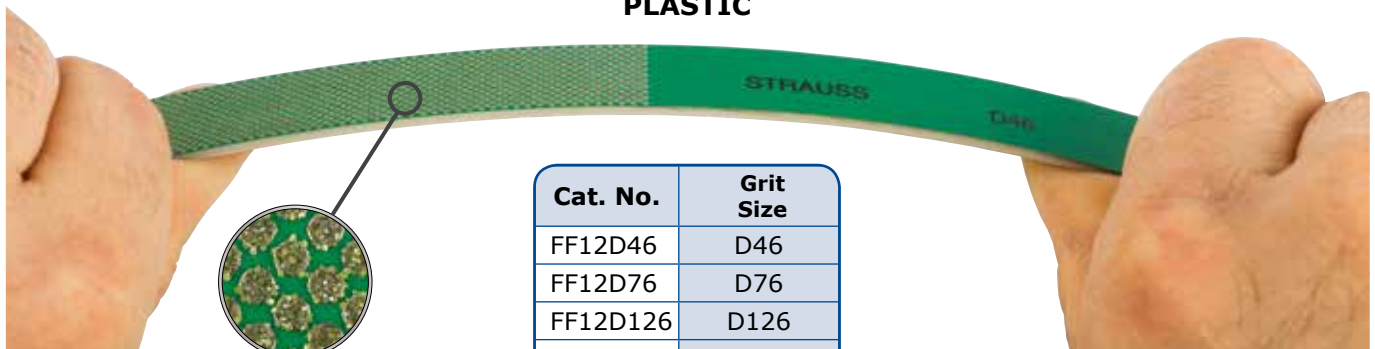 PLASTIC
STRAUSS
D46
Cat. No. Grit Size
FF12D46 D46
FF12D76 D76
FF12D126 D126